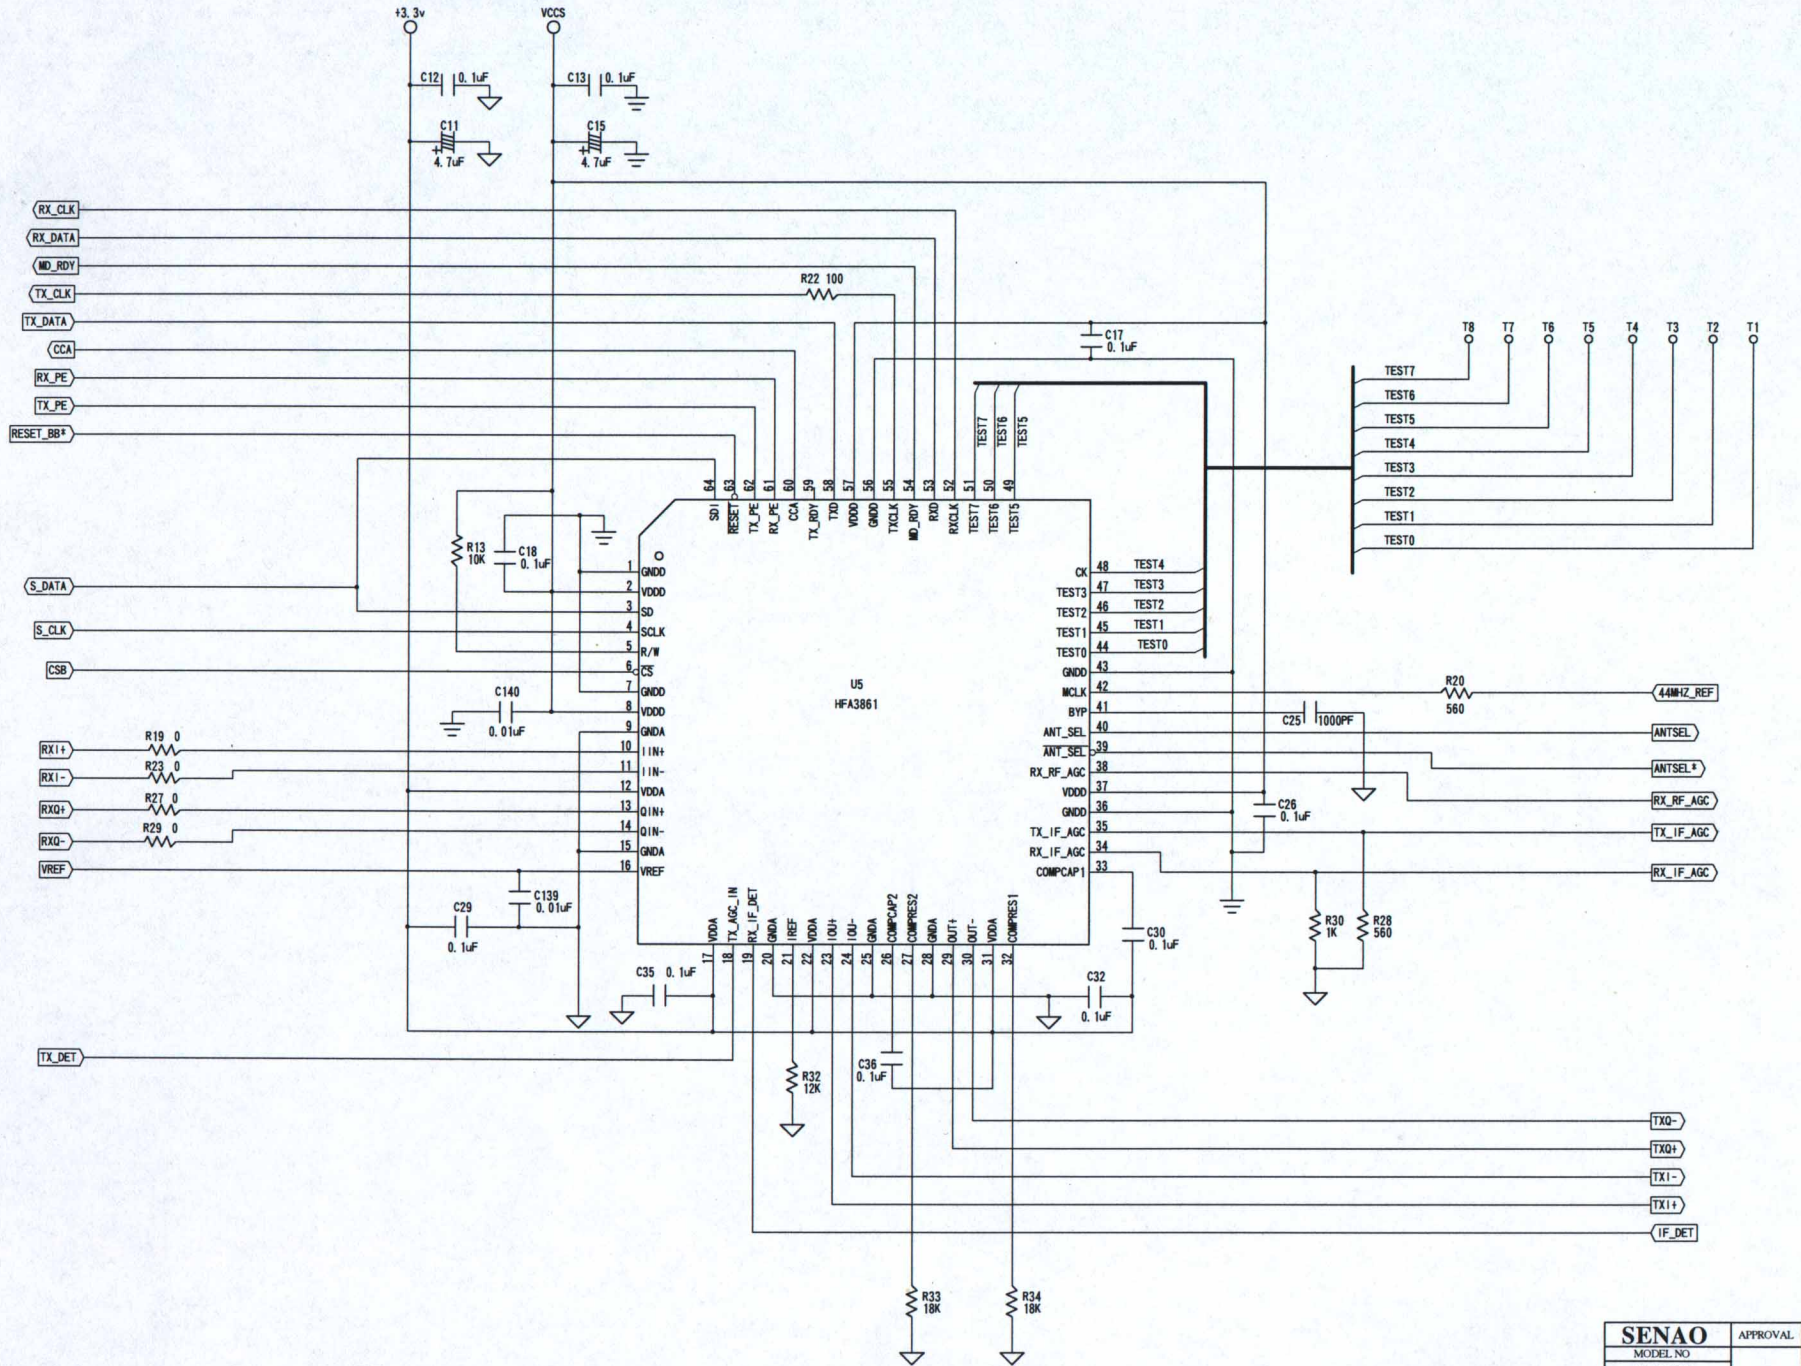 +3.3v
VCCS
C12 0.1uF
C13 0.1uF
C11
+
4.7uF
C15
+
4.7uF
RX_CLK
RX_DATA
MD_RDY
TX_CLK
TX_DATA
CCA
RX_PE
TX_PE
RESET_BB*
R22 100
C17
0.1uF
T8 T7 T6 T5 T4 T3 T2 T1
TEST7
TEST6
TEST5
TEST4
TEST3
TEST2
TEST1
TEST0
TEST7 TEST6 TEST5
64 63 62 61 60 59 58 57 56 55 54 53 52 51 50 49
SDI RESET TX_PE RX_PE CCA TX_RDY TXD VDDD GNDD TXCLK MD_RDY RXD RXCLK TEST7 TEST6 TEST5
R13
10K
C18
0.1uF
S_DATA
S_CLK
CSB
C140
0.01uF
RXI+
R19 0
RXI-
R23 0
RXQ+
R27 0
RXQ-
R29 0
VREF
C139
0.01uF
C29
0.1uF
1 GNDD
2 VDDD
3 SD
4 SCLK
5 R/W
6 CS
7 GNDD
8 VDDD
9 GNDA
10 IIN+
11 IIN-
12 VDDA
13 QIN+
14 QIN-
15 GNDA
16 VREF
U5
HFA3861
CK 48 TEST4
TEST3 47 TEST3
TEST2 46 TEST2
TEST1 45 TEST1
TEST0 44 TEST0
GNDD 43
MCLK 42
BYP 41
ANT_SEL 40
ANT_SEL 39
RX_RF_AGC 38
VDDD 37
GNDD 36
TX_IF_AGC 35
RX_IF_AGC 34
COMPCAP1 33
R20
560
44MHZ_REF
C25 1000PF
ANTSEL
ANTSEL*
RX_RF_AGC
C26
0.1uF
TX_IF_AGC
RX_IF_AGC
R30
1K
R28
560
C30
0.1uF
VDDA TX_AGC_IN RX_IF_DET GNDA IREF VDDA IOU+ IOU- GNDA COMPCAP2 COMPRES2 GNDA OUT+ OUT- VDDA COMPRES1
17 18 19 20 21 22 23 24 25 26 27 28 29 30 31 32
C35 0.1uF
C32
0.1uF
TX_DET
R32
12K
C36
0.1uF
TXQ-
TXQ+
TXI-
TXI+
IF_DET
R33
18K
R34
18K
SENAO
APPROVAL
MODEL NO